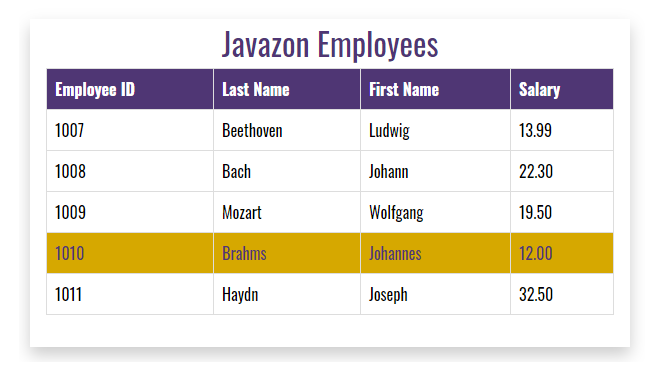 Javazon Employees
Employee ID Last Name First Name Salary
1007 Beethoven Ludwig 13.99
1008 Bach Johann 22.30
1009 Mozart Wolfgang 19.50
1010 Brahms Johannes 12.00
1011 Haydn Joseph 32.50